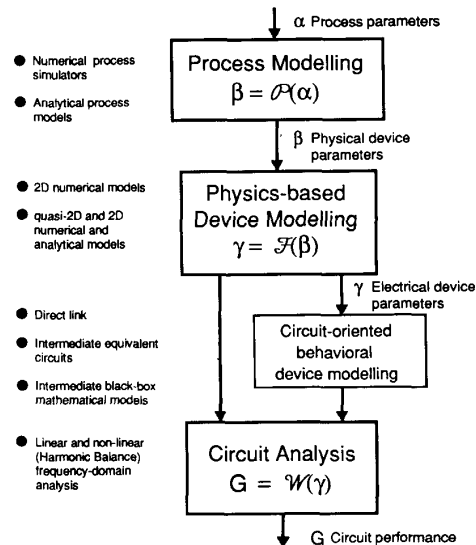 α Process parameters
Process Modelling
β = 𝒫(α)
● Numerical process
simulators
● Analytical process
models
β Physical device
parameters
Physics-based
Device Modelling
γ = ℱ(β)
● 2D numerical models
● quasi-2D and 2D
numerical and
analytical models
γ Electrical device
parameters
Circuit-oriented
behavioral
device modelling
● Direct link
● Intermediate equivalent
circuits
● Intermediate black-box
mathematical models
● Linear and non-linear
(Harmonic Balance)
frequency-domain
analysis
Circuit Analysis
G = 𝒲(γ)
G Circuit performance